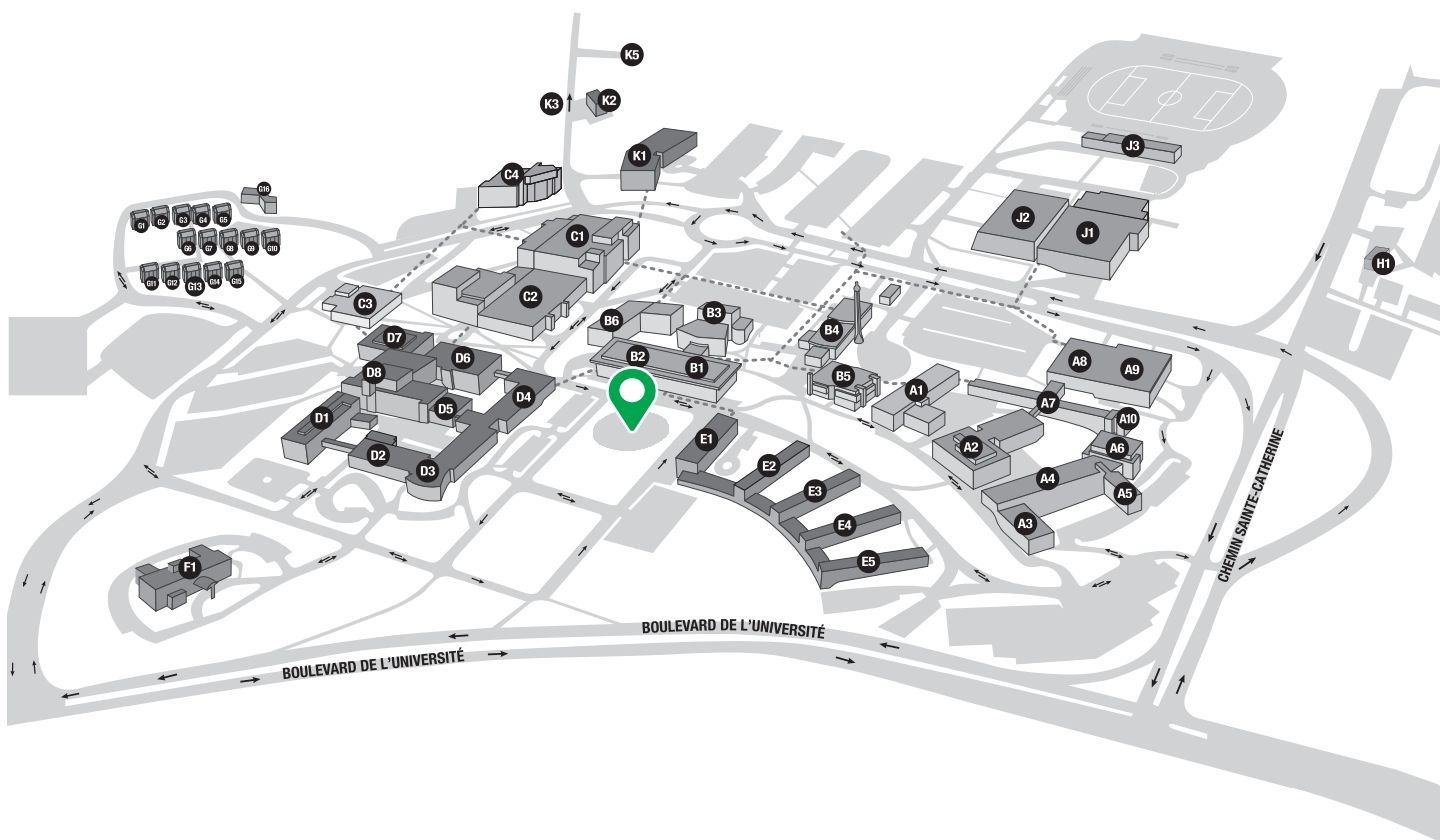 K5
K3
K2
J3
K1
C4
G16
G1
G2
G3
G4
G5
J2
J1
C1
G6
G7
G8
G9
G10
H1
G11
G12
G13
G14
G15
C3
C2
B6
B3
B4
D7
D6
B2
B1
B5
A8
A9
D8
D4
A1
A7
D5
D1
A10
E1
A2
A6
D2
D3
E2
A4
E3
A5
E4
A3
E5
F1
CHEMIN SAINTE-CATHERINE
BOULEVARD DE L'UNIVERSITÉ
BOULEVARD DE L'UNIVERSITÉ